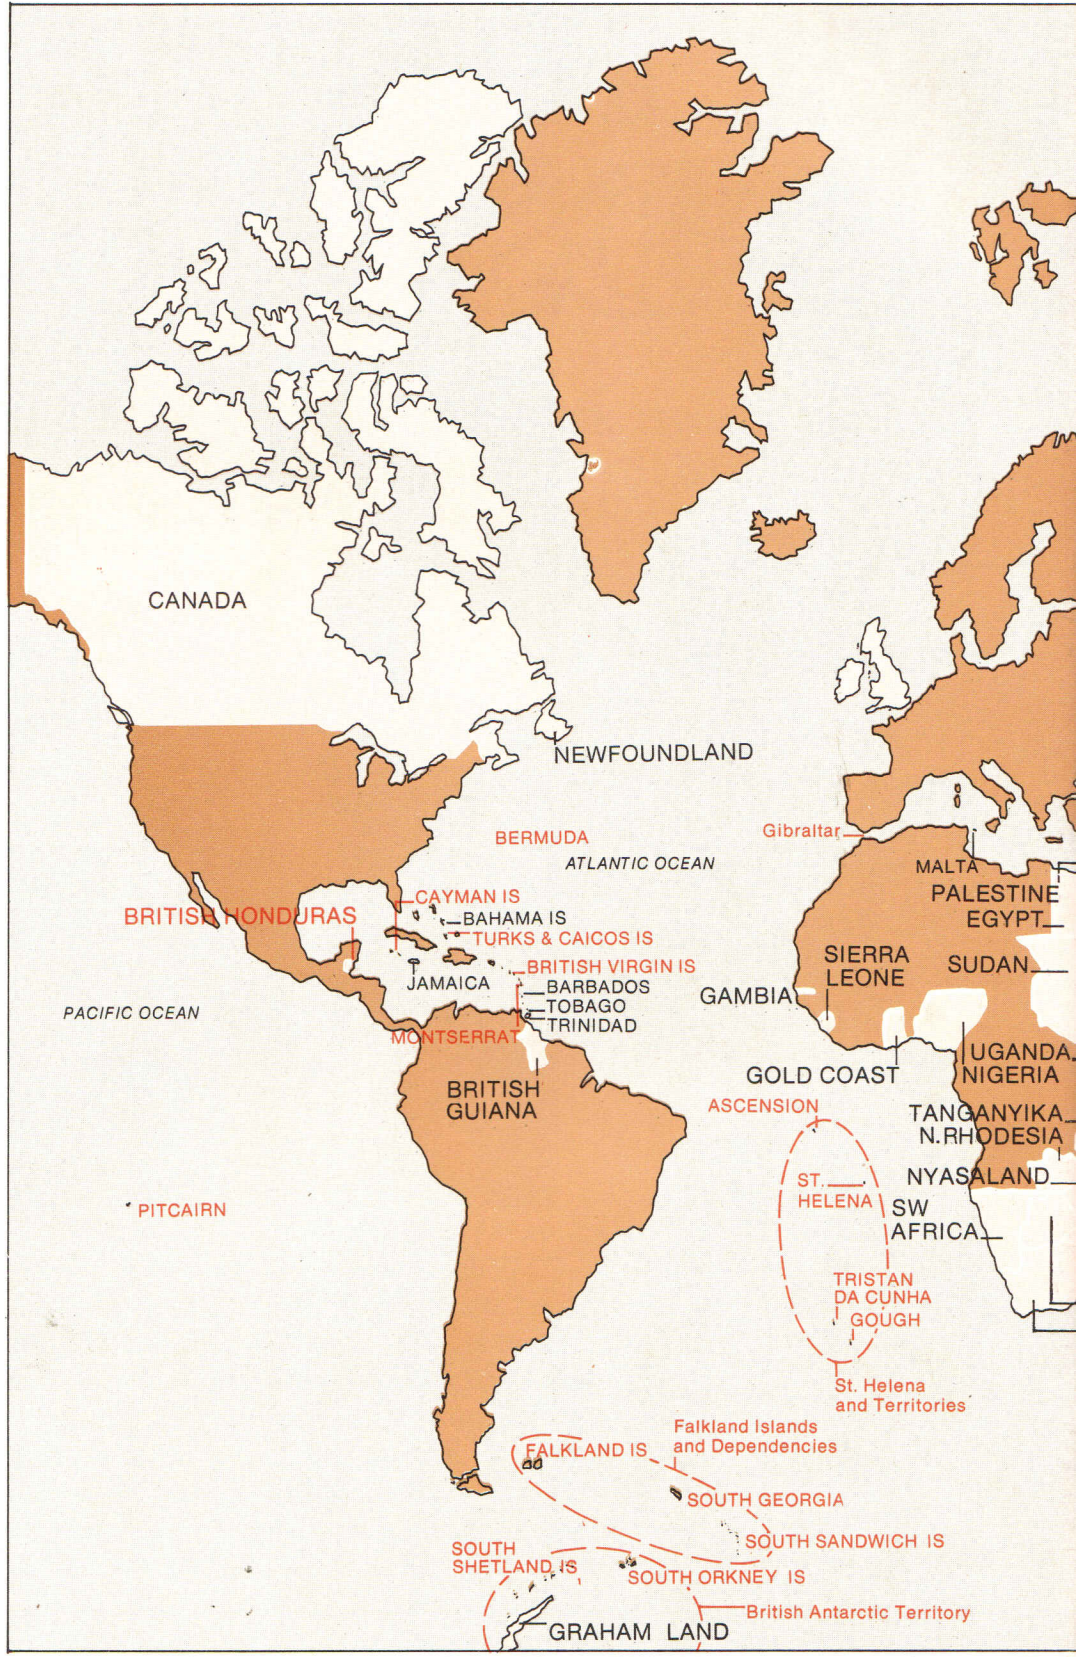 CANADA
NEWFOUNDLAND
BERMUDA
Gibraltar
ATLANTIC OCEAN
MALTA
PALESTINE
EGYPT
CAYMAN IS
BRITISH HONDURAS
BAHAMA IS
TURKS & CAICOS IS
SIERRA
LEONE
SUDAN
BRITISH VIRGIN IS
JAMAICA
BARBADOS
GAMBIA
TOBAGO
PACIFIC OCEAN
TRINIDAD
MONTSERRAT
UGANDA
GOLD COAST
NIGERIA
BRITISH
GUIANA
ASCENSION
TANGANYIKA
N.RHODESIA
ST.
HELENA
NYASALAND
PITCAIRN
SW
AFRICA
TRISTAN
DA CUNHA
GOUGH
St. Helena
and Territories
Falkland Islands
and Dependencies
FALKLAND IS
SOUTH GEORGIA
SOUTH SANDWICH IS
SOUTH
SHETLAND IS
SOUTH ORKNEY IS
British Antarctic Territory
GRAHAM LAND